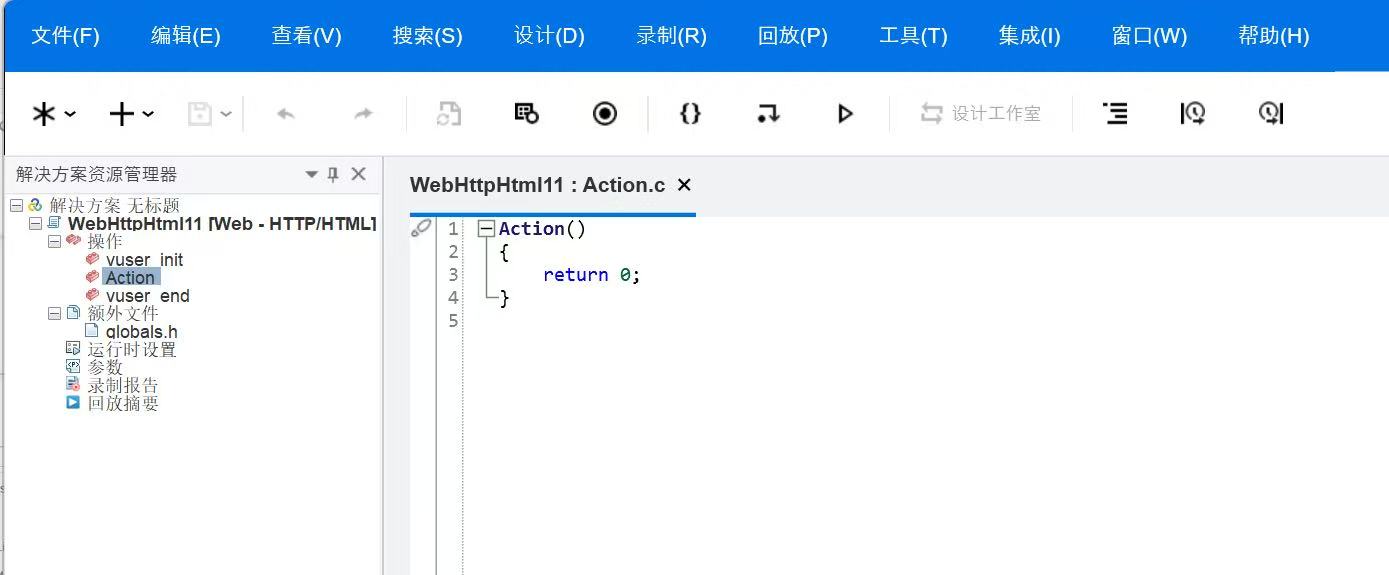 文件(F) 编辑(E) 查看(V) 搜索(S) 设计(D) 录制(R) 回放(P) 工具(T) 集成(I) 窗口(W) 帮助(H)
设计工作室
解决方案资源管理器
解决方案 无标题
WebHttpHtml11 [Web - HTTP/HTML]
操作
vuser_init
Action
vuser_end
额外文件
globals.h
运行时设置
参数
录制报告
回放摘要
WebHttpHtml11 : Action.c
1 Action()
2 {
3 return 0;
4 }
5